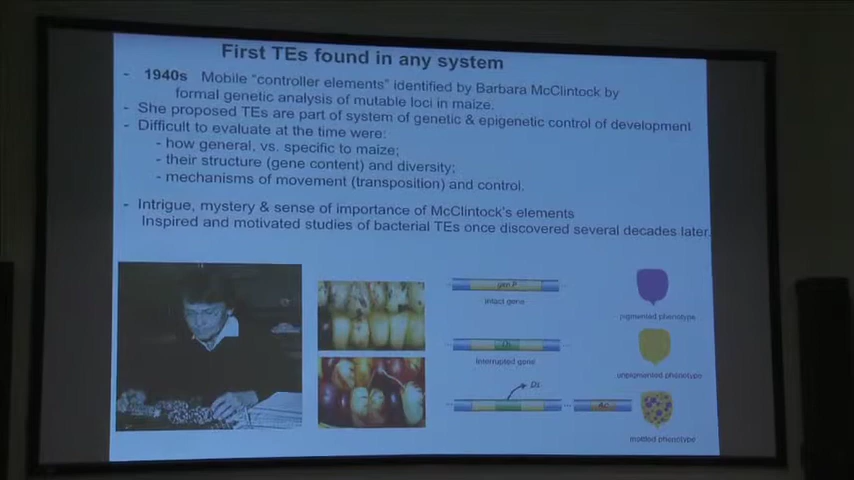 First TEs found in any system
- 1940s Mobile "controller elements" identified by Barbara McClintock by
formal genetic analysis of mutable loci in maize.
- She proposed TEs are part of system of genetic & epigenetic control of development
- Difficult to evaluate at the time were:
- how general, vs. specific to maize;
- their structure (gene content) and diversity;
- mechanisms of movement (transposition) and control.
- Intrigue, mystery & sense of importance of McClintock's elements
Inspired and motivated studies of bacterial TEs once discovered several decades later.
gen P
Intact gene
pigmented phenotype
Ds
Interrupted gene
unpigmented phenotype
Ds
Ac
mottled phenotype